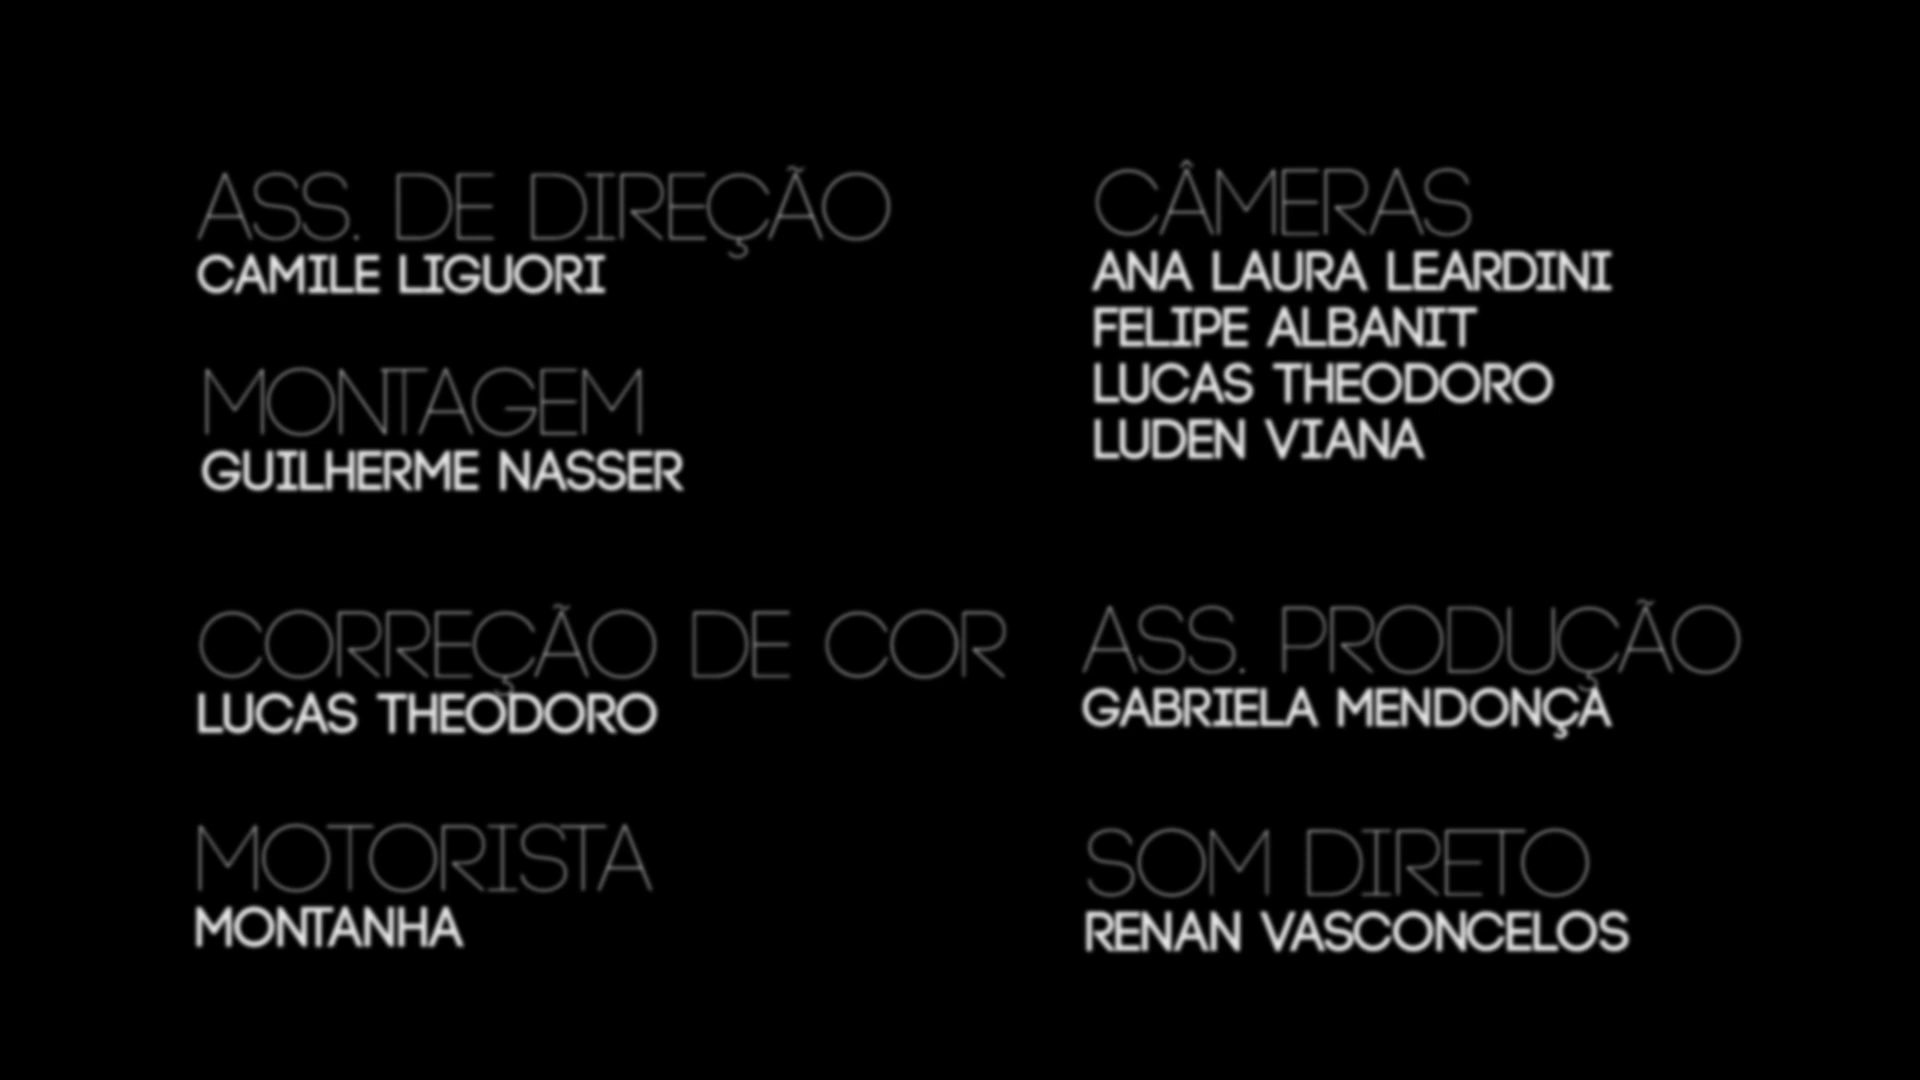 ASS. DE DIREÇÃO
CAMILE LIGUORI
MONTAGEM
GUILHERME NASSER
CORREÇÃO DE COR
LUCAS THEODORO
MOTORISTA
MONTANHA
CÂMERAS
ANA LAURA LEARDINI
FELIPE ALBANIT
LUCAS THEODORO
LUDEN VIANA
ASS. PRODUÇÃO
GABRIELA MENDONÇA
SOM DIRETO
RENAN VASCONCELOS